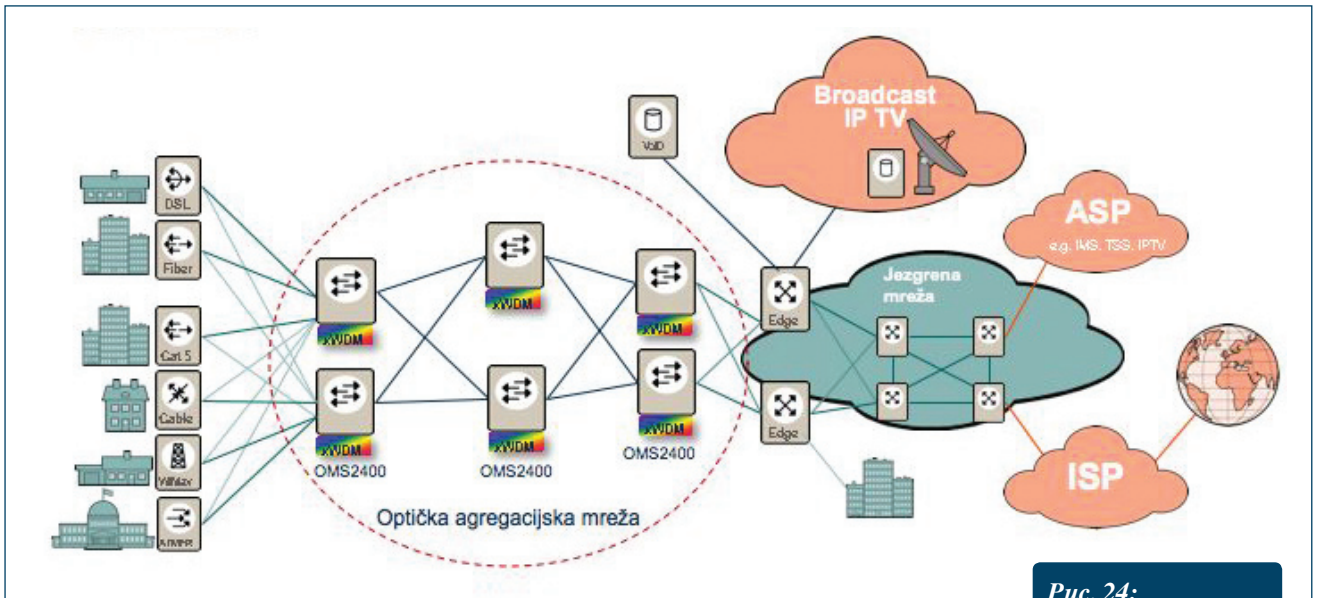 Broadcast
IP TV
VoD
DSL
Fiber
ASP
e.g. IMS, TSS, IPTV
xWDM
xWDM
xWDM
Edge
Jezgrena
mreža
Cat 5
Cable
xWDM
OMS2400
xWDM
OMS2400
xWDM
OMS2400
Edge
ISP
Optička agregacijska mreža
Рис. 24: